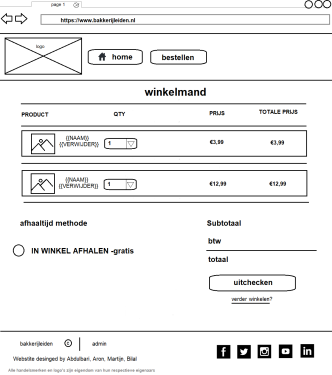 page 1
https://www.bakkerijleiden.nl
logo
home
bestellen
winkelmand
PRODUCT QTY PRIJS TOTALE PRIJS
{{NAAM}}
{{VERWIJDER}} 1 €3,99 €3,99
{{NAAM}}
{{VERWIJDER}} 1 €12,99 €12,99
afhaaltijd methode
Subtotaal
btw
IN WINKEL AFHALEN -gratis
totaal
uitchecken
verder winkelen?
bakkerijleiden © admin
Webstite desinged by Abdulbari, Aron, Martijn, Bilal
Alle handelsmerken en logo's zijn eigendom van hun respectieve eigenaars